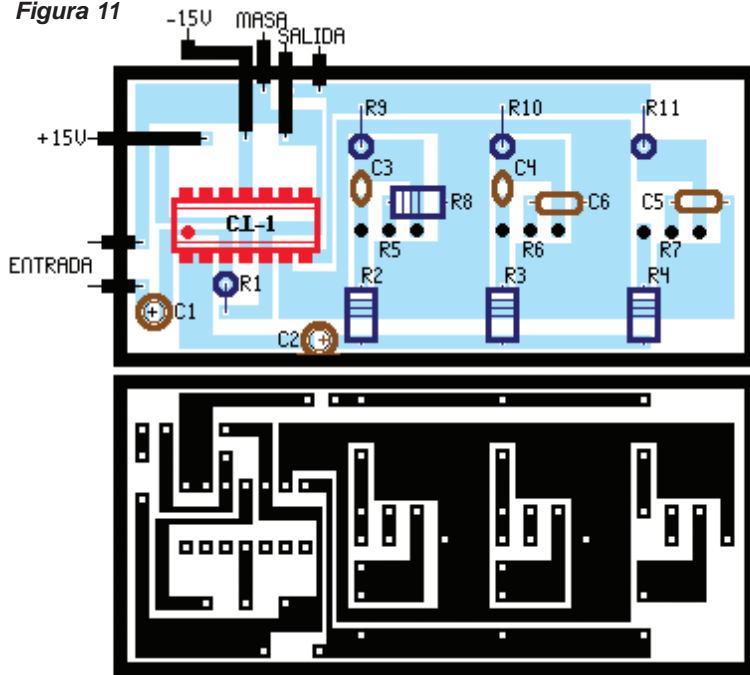 Figura 11
-15V
MASA
SALIDA
R9
R10
R11
+15V
C3
C4
C.I.-1
R8
C6
C5
R5
R6
R7
ENTRADA
R1
R2
R3
R4
C1
C2